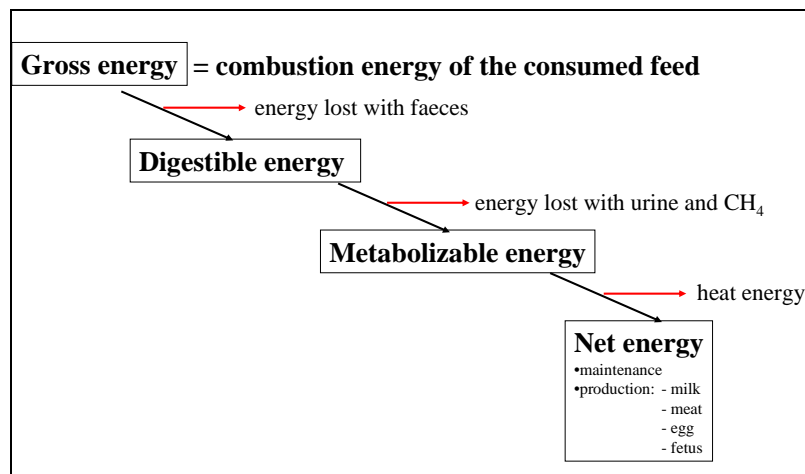 Gross energy = combustion energy of the consumed feed
energy lost with faeces
Digestible energy
energy lost with urine and CH₄
Metabolizable energy
heat energy
Net energy
•maintenance
•production: - milk
- meat
- egg
- fetus